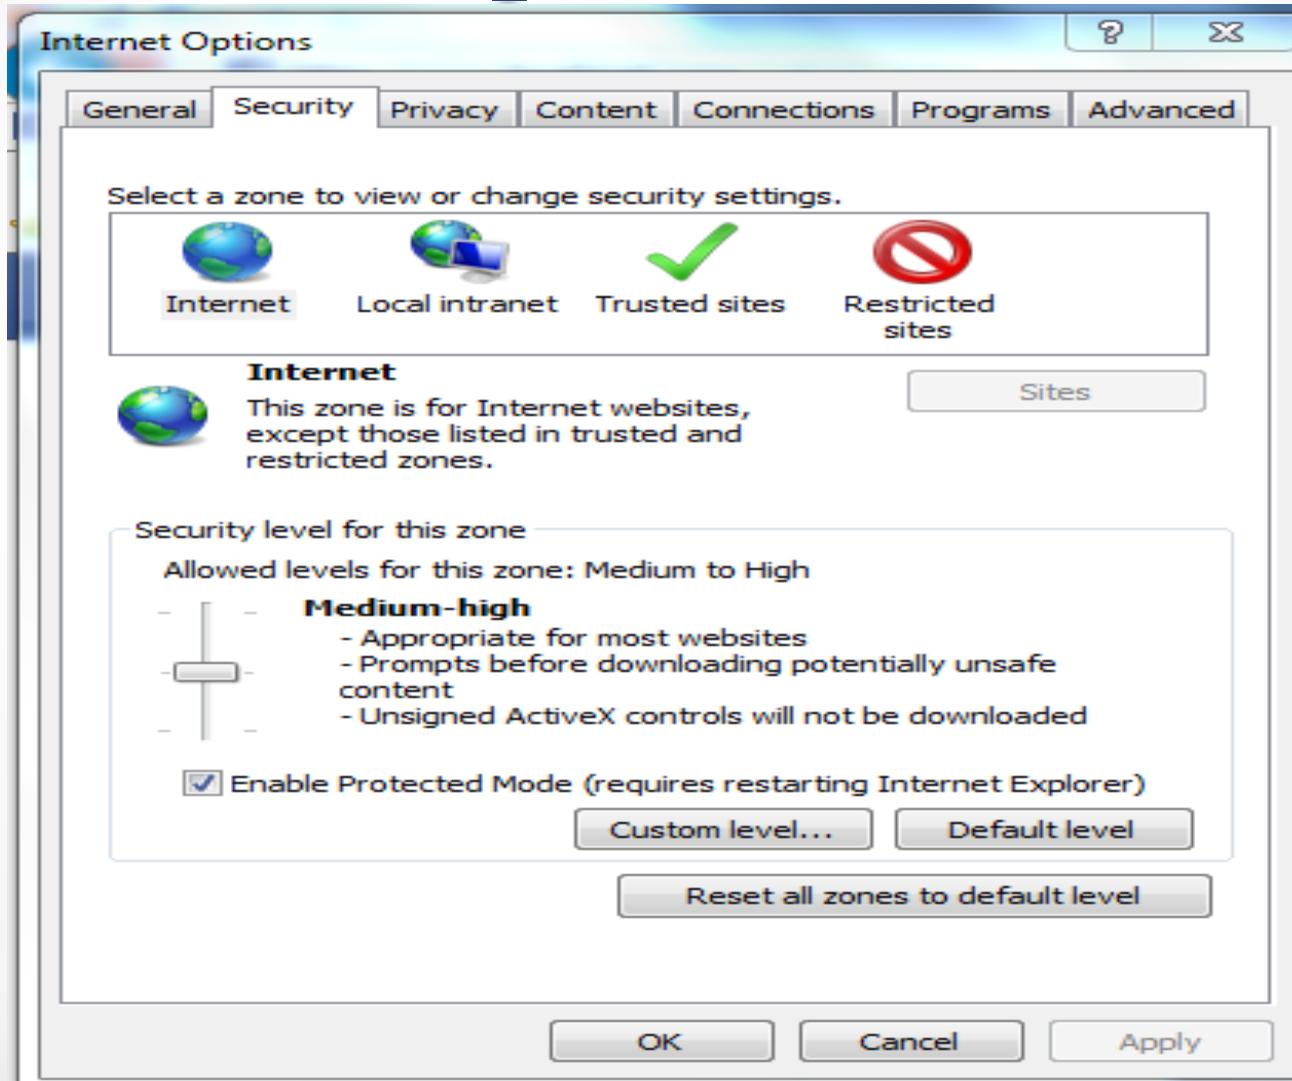 Internet Options
General Security Privacy Content Connections Programs Advanced
Select a zone to view or change security settings.
Internet Local intranet Trusted sites Restricted
sites
Internet
Sites
This zone is for Internet websites,
except those listed in trusted and
restricted zones.
Security level for this zone
Allowed levels for this zone: Medium to High
Medium-high
- Appropriate for most websites
- Prompts before downloading potentially unsafe
content
- Unsigned ActiveX controls will not be downloaded
Enable Protected Mode (requires restarting Internet Explorer)
Custom level... Default level
Reset all zones to default level
OK Cancel Apply